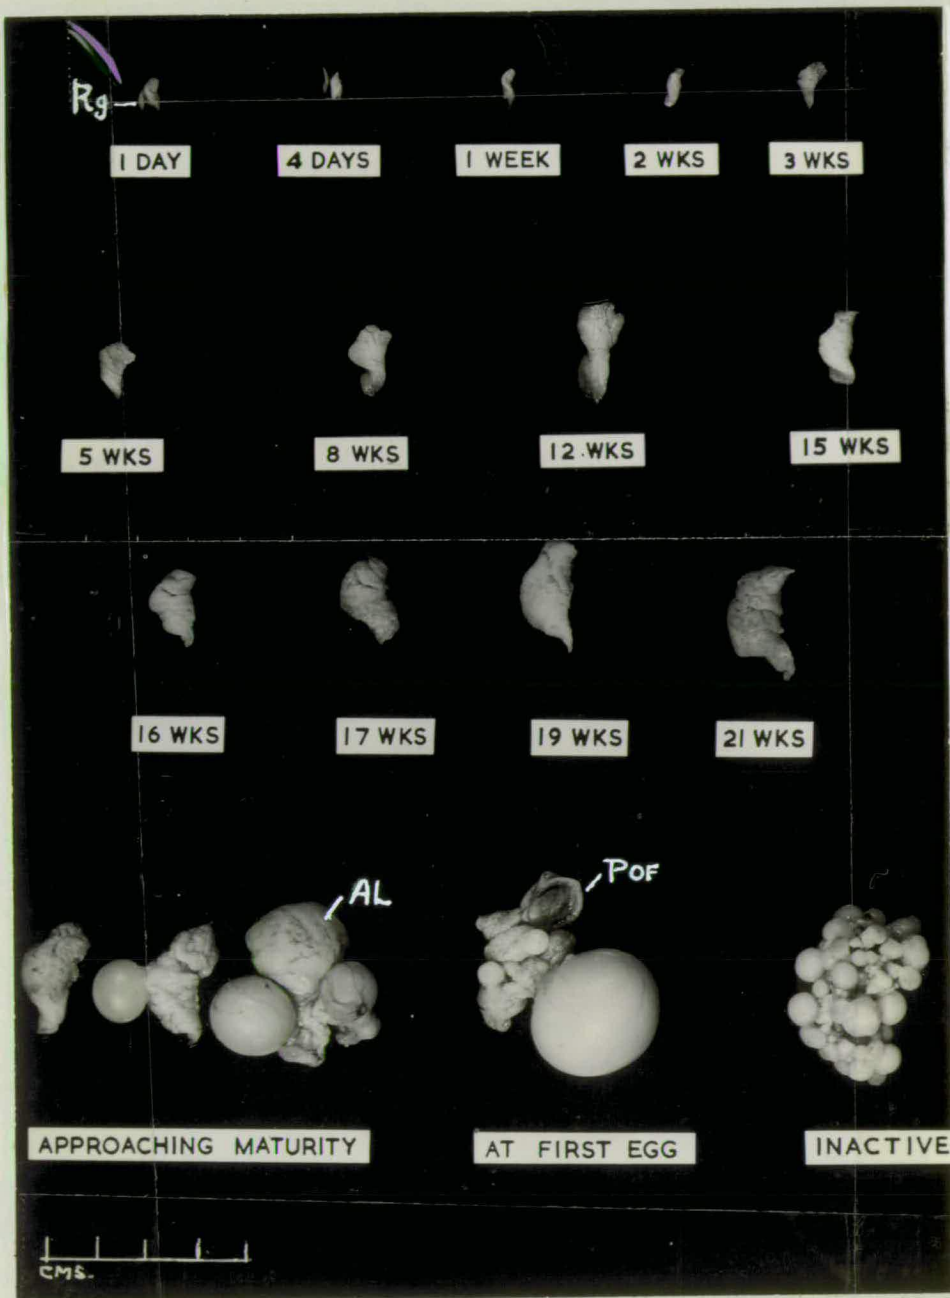 Rg
1 DAY 4 DAYS 1 WEEK 2 WKS 3 WKS
5 WKS 8 WKS 12 WKS 15 WKS
16 WKS 17 WKS 19 WKS 21 WKS
AL POF
APPROACHING MATURITY AT FIRST EGG INACTIVE
CMS.